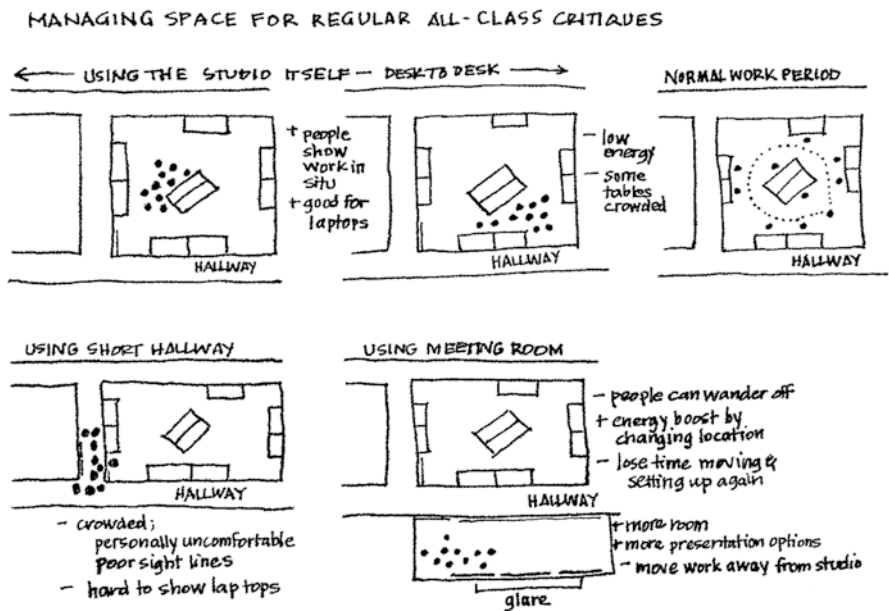 MANAGING SPACE FOR REGULAR ALL-CLASS CRITIQUES
USING THE STUDIO ITSELF — DESK TO DESK
NORMAL WORK PERIOD
+ people
show
work in
situ
+ good for
laptops
HALLWAY
— low
energy
— some
tables
crowded
HALLWAY
HALLWAY
USING SHORT HALLWAY
HALLWAY
— crowded;
personally uncomfortable
poor sight lines
— hard to show lap tops
USING MEETING ROOM
— people can wander off
+ energy boost by
changing location
— lose time moving &
setting up again
HALLWAY
+ more room
+ more presentation options
— move work away from studio
glare